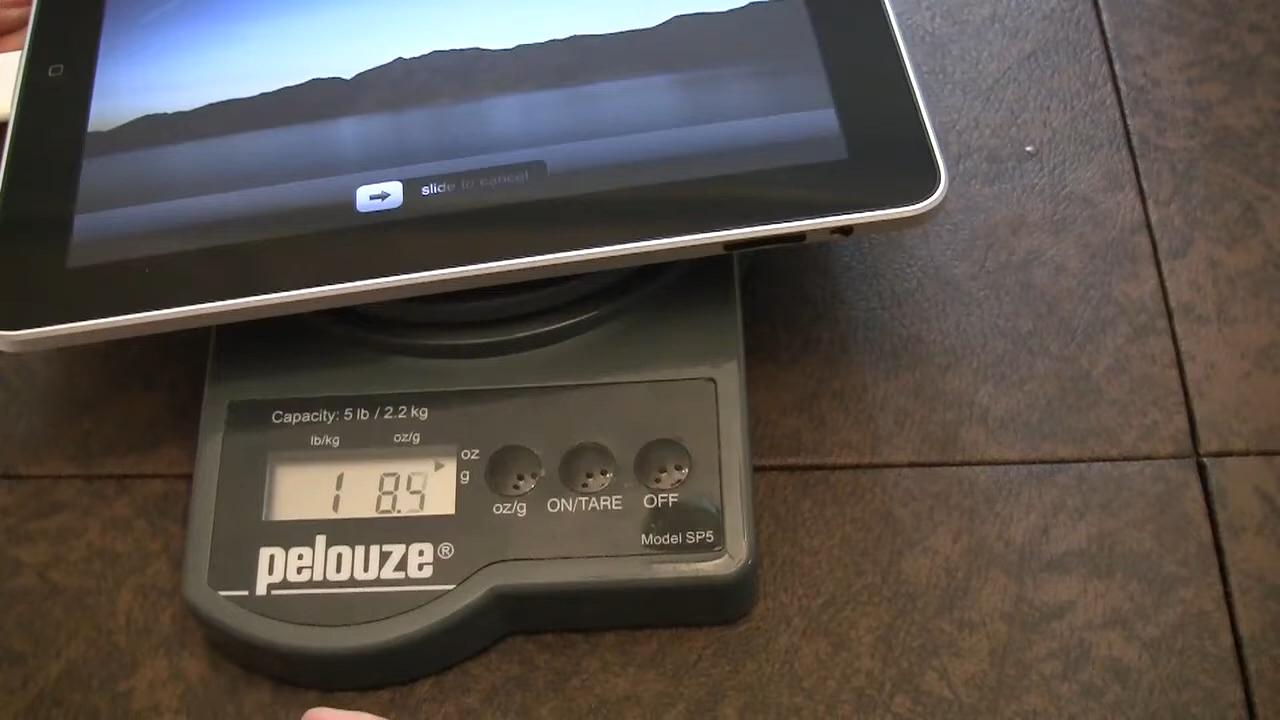 slide to cancel
Capacity: 5 lb / 2.2 kg
lb/kg oz/g
oz
g
1 8.9
oz/g ON/TARE OFF
Model SP5
pelouze®